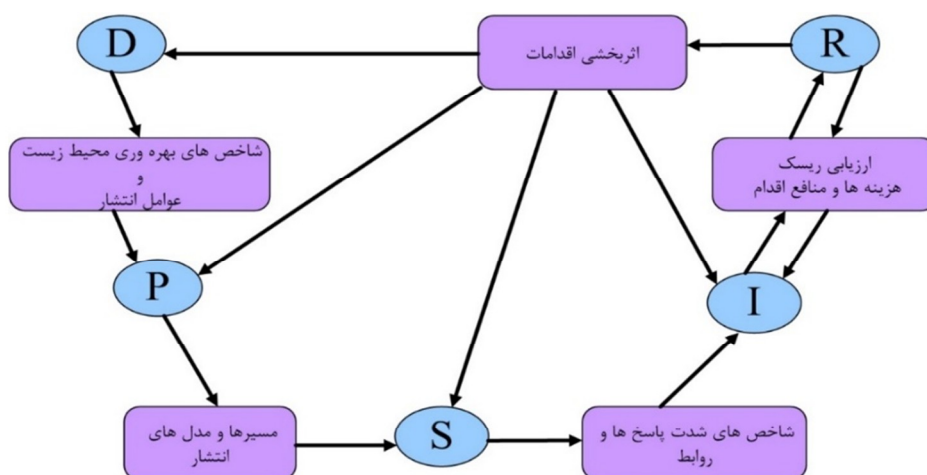 D
اثربخشی اقدامات
R
شاخص های بهره وری محیط زیست
و
عوامل انتشار
ارزیابی ریسک
هزینه ها و منافع اقدام
P
I
مسیرها و مدل های
انتشار
S
شاخص های شدت پاسخ ها و
روابط